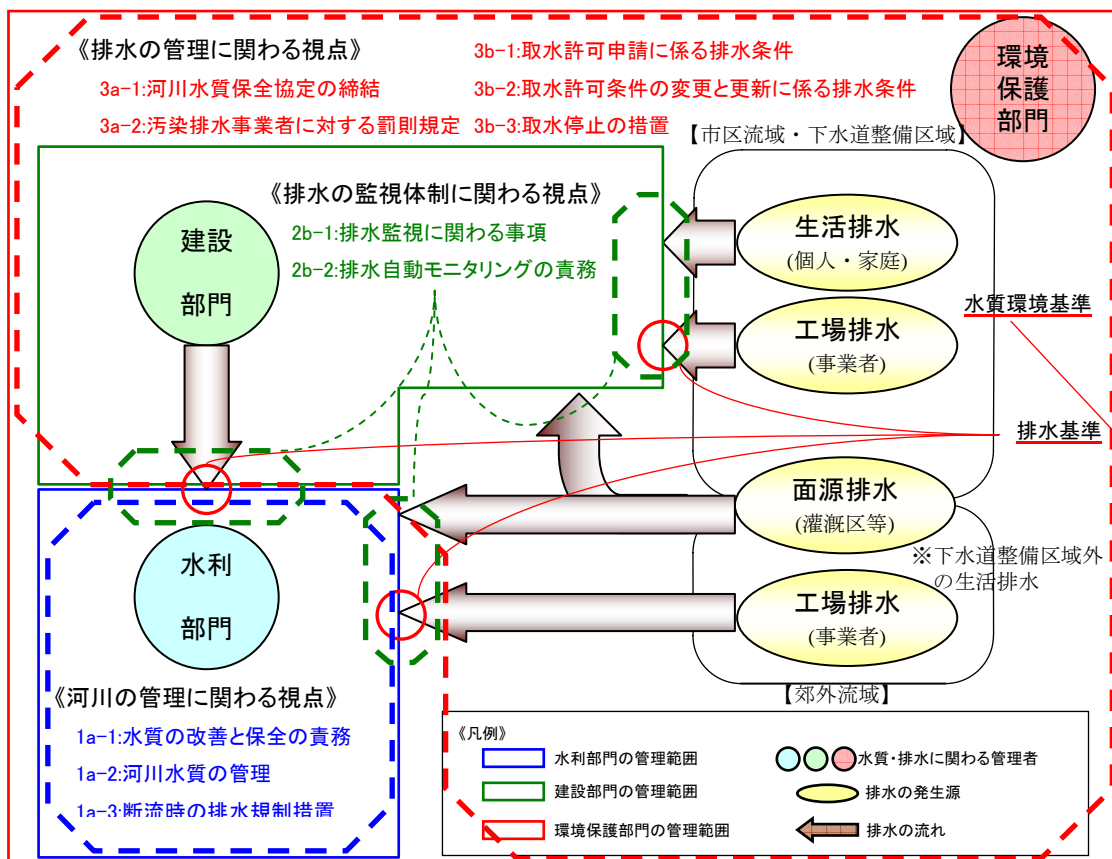 《排水の管理に関わる視点》
3a-1:河川水質保全協定の締結
3a-2:汚染排水事業者に対する罰則規定
3b-1:取水許可申請に係る排水条件
3b-2:取水許可条件の変更と更新に係る排水条件
3b-3:取水停止の措置
環境
保護
部門
【市区流域・下水道整備区域】
《排水の監視体制に関わる視点》
2b-1:排水監視に関わる事項
2b-2:排水自動モニタリングの責務
建設
部門
生活排水
(個人・家庭)
工場排水
(事業者)
水質環境基準
排水基準
面源排水
(灌漑区等)
※下水道整備区域外
の生活排水
工場排水
(事業者)
【郊外流域】
水利
部門
《河川の管理に関わる視点》
1a-1:水質の改善と保全の責務
1a-2:河川水質の管理
1a-3:断流時の排水規制措置
《凡例》
水利部門の管理範囲
建設部門の管理範囲
環境保護部門の管理範囲
水質・排水に関わる管理者
排水の発生源
排水の流れ